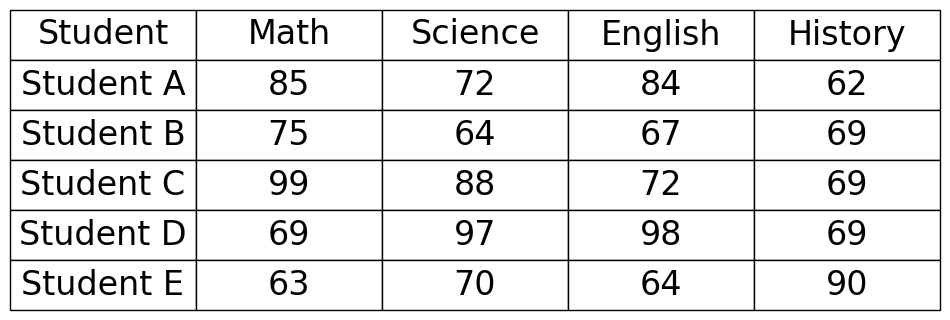 Student Math Science English History
Student A 85 72 84 62
Student B 75 64 67 69
Student C 99 88 72 69
Student D 69 97 98 69
Student E 63 70 64 90